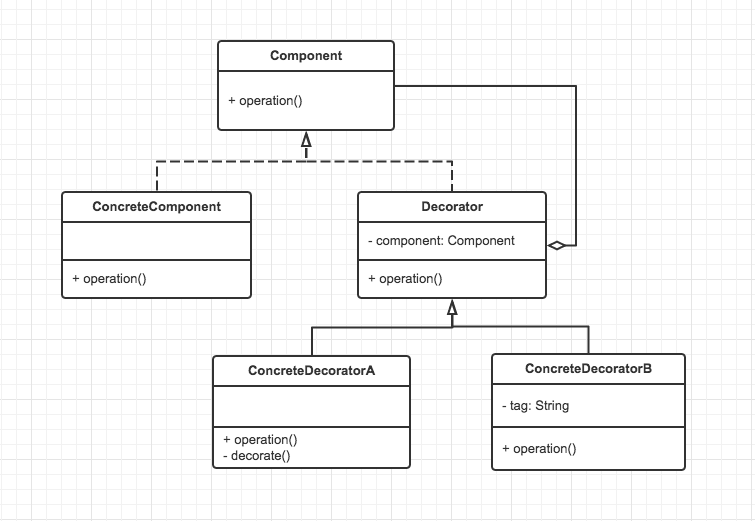 Component
+ operation()
ConcreteComponent
+ operation()
Decorator
- component: Component
+ operation()
ConcreteDecoratorA
+ operation()
- decorate()
ConcreteDecoratorB
- tag: String
+ operation()